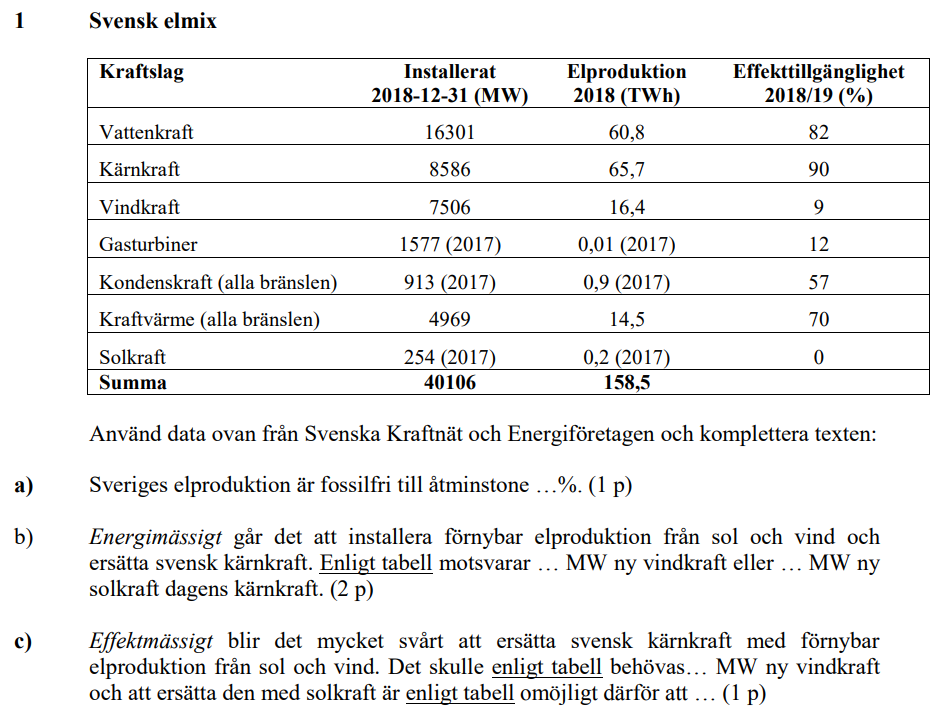 1 Svensk elmix
Kraftslag Installerat Elproduktion Effekttillgänglighet
2018-12-31 (MW) 2018 (TWh) 2018/19 (%)
Vattenkraft 16301 60,8 82
Kärnkraft 8586 65,7 90
Vindkraft 7506 16,4 9
Gasturbiner 1577 (2017) 0,01 (2017) 12
Kondenskraft (alla bränslen) 913 (2017) 0,9 (2017) 57
Kraftvärme (alla bränslen) 4969 14,5 70
Solkraft 254 (2017) 0,2 (2017) 0
Summa 40106 158,5
Använd data ovan från Svenska Kraftnät och Energiföretagen och komplettera texten:
a) Sveriges elproduktion är fossilfri till åtminstone …%. (1 p)
b) Energimässigt går det att installera förnybar elproduktion från sol och vind och
ersätta svensk kärnkraft. Enligt tabell motsvarar … MW ny vindkraft eller … MW ny
solkraft dagens kärnkraft. (2 p)
c) Effektmässigt blir det mycket svårt att ersätta svensk kärnkraft med förnybar
elproduktion från sol och vind. Det skulle enligt tabell behövas… MW ny vindkraft
och att ersätta den med solkraft är enligt tabell omöjligt därför att … (1 p)